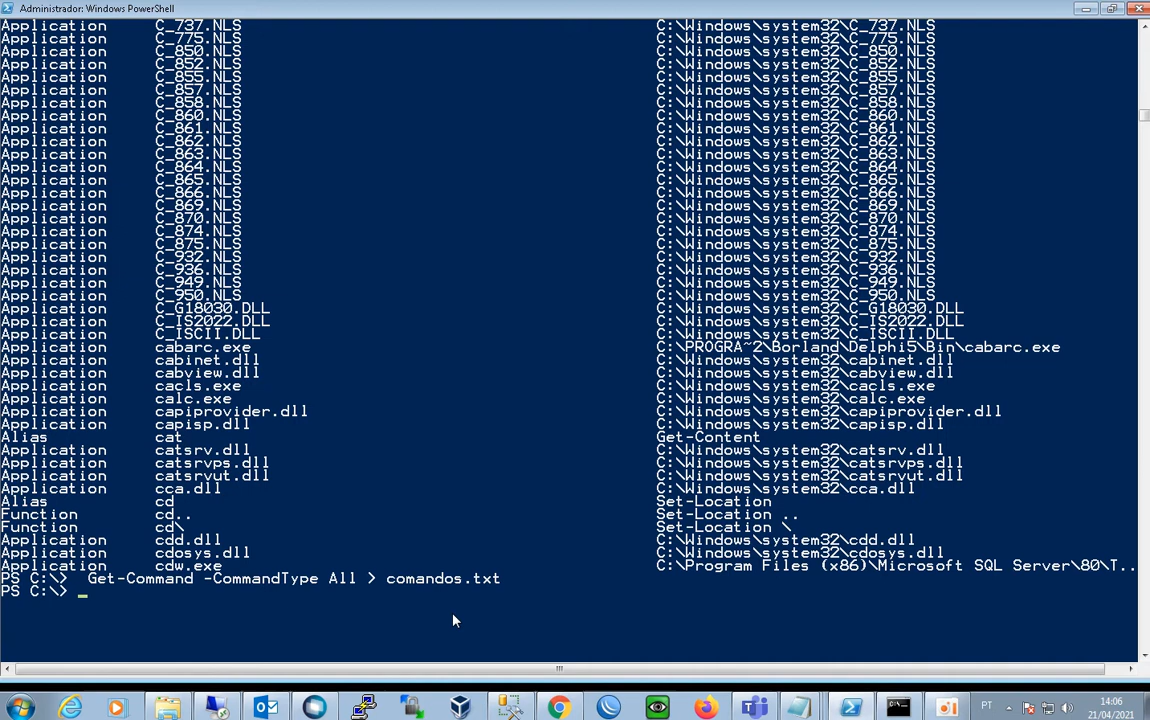 Administrador: Windows PowerShell
Application C_737.NLS C:\Windows\system32\C_737.NLS
Application C_775.NLS C:\Windows\system32\C_775.NLS
Application C_850.NLS C:\Windows\system32\C_850.NLS
Application C_852.NLS C:\Windows\system32\C_852.NLS
Application C_855.NLS C:\Windows\system32\C_855.NLS
Application C_857.NLS C:\Windows\system32\C_857.NLS
Application C_858.NLS C:\Windows\system32\C_858.NLS
Application C_860.NLS C:\Windows\system32\C_860.NLS
Application C_861.NLS C:\Windows\system32\C_861.NLS
Application C_862.NLS C:\Windows\system32\C_862.NLS
Application C_863.NLS C:\Windows\system32\C_863.NLS
Application C_864.NLS C:\Windows\system32\C_864.NLS
Application C_865.NLS C:\Windows\system32\C_865.NLS
Application C_866.NLS C:\Windows\system32\C_866.NLS
Application C_869.NLS C:\Windows\system32\C_869.NLS
Application C_870.NLS C:\Windows\system32\C_870.NLS
Application C_874.NLS C:\Windows\system32\C_874.NLS
Application C_875.NLS C:\Windows\system32\C_875.NLS
Application C_932.NLS C:\Windows\system32\C_932.NLS
Application C_936.NLS C:\Windows\system32\C_936.NLS
Application C_949.NLS C:\Windows\system32\C_949.NLS
Application C_950.NLS C:\Windows\system32\C_950.NLS
Application C_G18030.DLL C:\Windows\system32\C_G18030.DLL
Application C_IS2022.DLL C:\Windows\system32\C_IS2022.DLL
Application C_ISCII.DLL C:\Windows\system32\C_ISCII.DLL
Application cabarc.exe C:\PROGRA~2\Borland\Delphi5\Bin\cabarc.exe
Application cabinet.dll C:\Windows\system32\cabinet.dll
Application cabview.dll C:\Windows\system32\cabview.dll
Application cacls.exe C:\Windows\system32\cacls.exe
Application calc.exe C:\Windows\system32\calc.exe
Application capiprovider.dll C:\Windows\system32\capiprovider.dll
Application capisp.dll C:\Windows\system32\capisp.dll
Alias cat Get-Content
Application catsrv.dll C:\Windows\system32\catsrv.dll
Application catsrvps.dll C:\Windows\system32\catsrvps.dll
Application catsrvut.dll C:\Windows\system32\catsrvut.dll
Application cca.dll C:\Windows\system32\cca.dll
Alias cd Set-Location
Function cd.. Set-Location ..
Function cd\ Set-Location \
Application cdd.dll C:\Windows\system32\cdd.dll
Application cdosys.dll C:\Windows\system32\cdosys.dll
Application cdw.exe C:\Program Files (x86)\Microsoft SQL Server\80\T...
PS C:\> Get-Command -CommandType All > comandos.txt
PS C:\> _
PT 14:06
21/04/2021